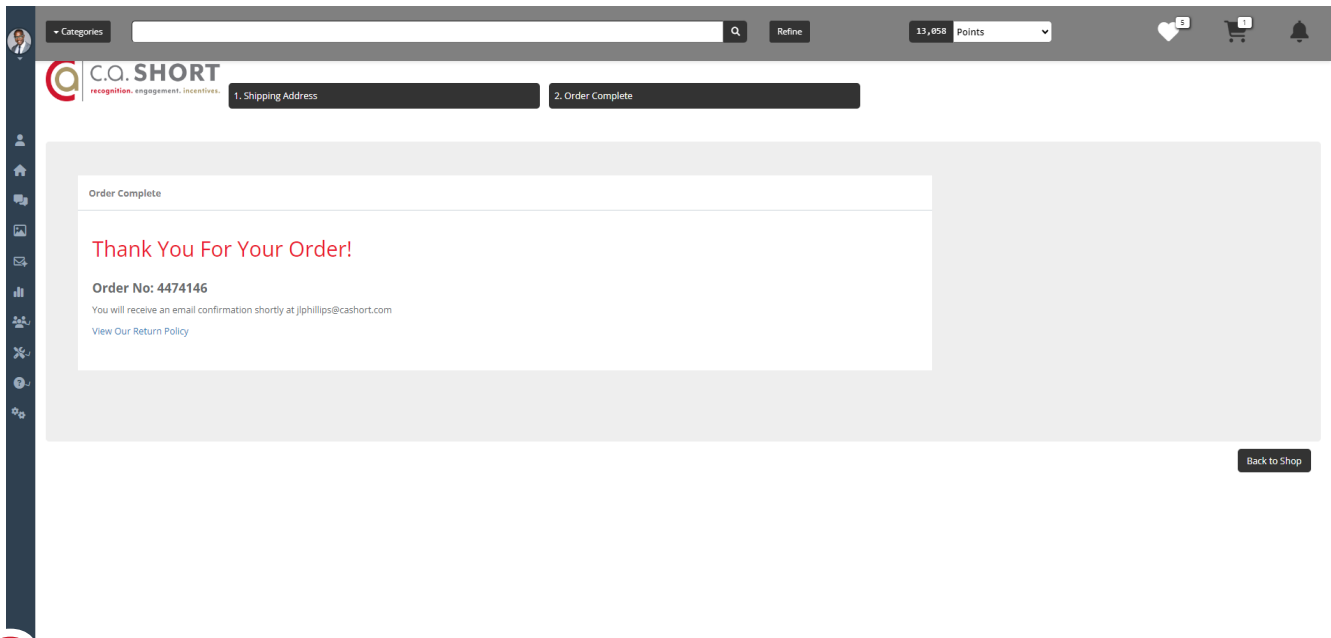 Categories
Refine
13,058 Points
5
1
C.A. SHORT
recognition. engagement. incentives.
1. Shipping Address
2. Order Complete
Order Complete
Thank You For Your Order!
Order No: 4474146
You will receive an email confirmation shortly at jlphillips@cashort.com
View Our Return Policy
Back to Shop